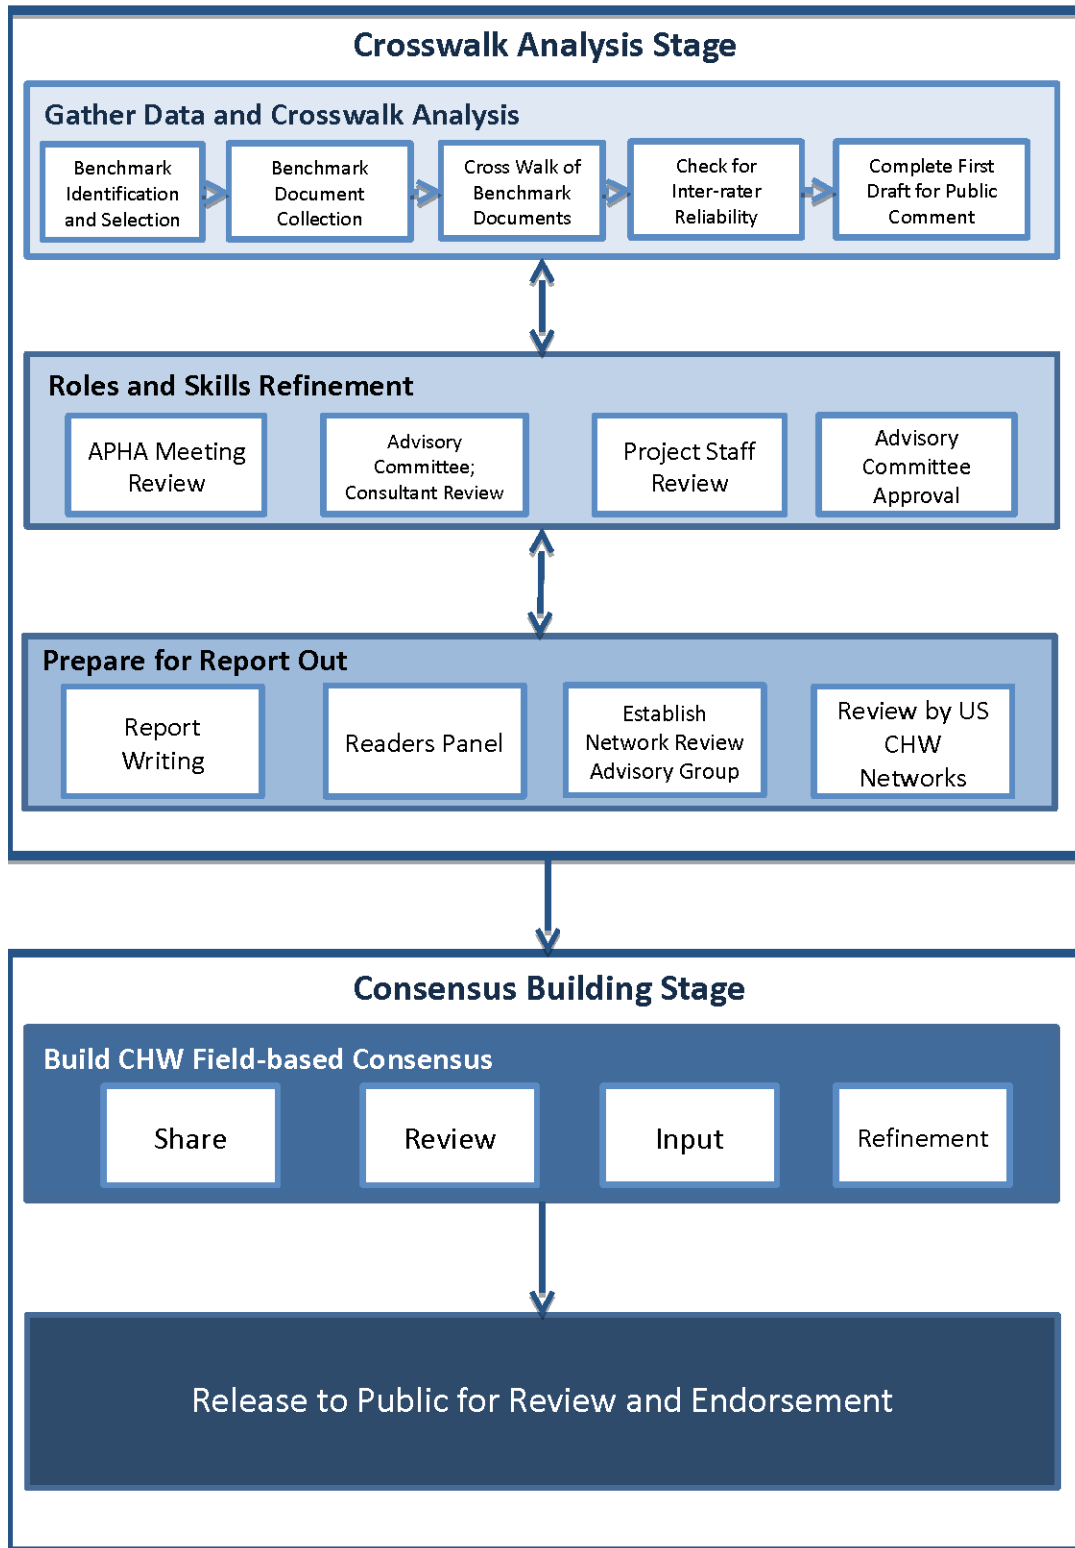 Crosswalk Analysis Stage
Gather Data and Crosswalk Analysis
Benchmark
Identification
and Selection
Benchmark
Document
Collection
Cross Walk of
Benchmark
Documents
Check for
Inter-rater
Reliability
Complete First
Draft for Public
Comment
Roles and Skills Refinement
APHA Meeting
Review
Advisory
Committee;
Consultant Review
Project Staff
Review
Advisory
Committee
Approval
Prepare for Report Out
Report
Writing
Readers Panel
Establish
Network Review
Advisory Group
Review by US
CHW
Networks
Consensus Building Stage
Build CHW Field-based Consensus
Share
Review
Input
Refinement
Release to Public for Review and Endorsement